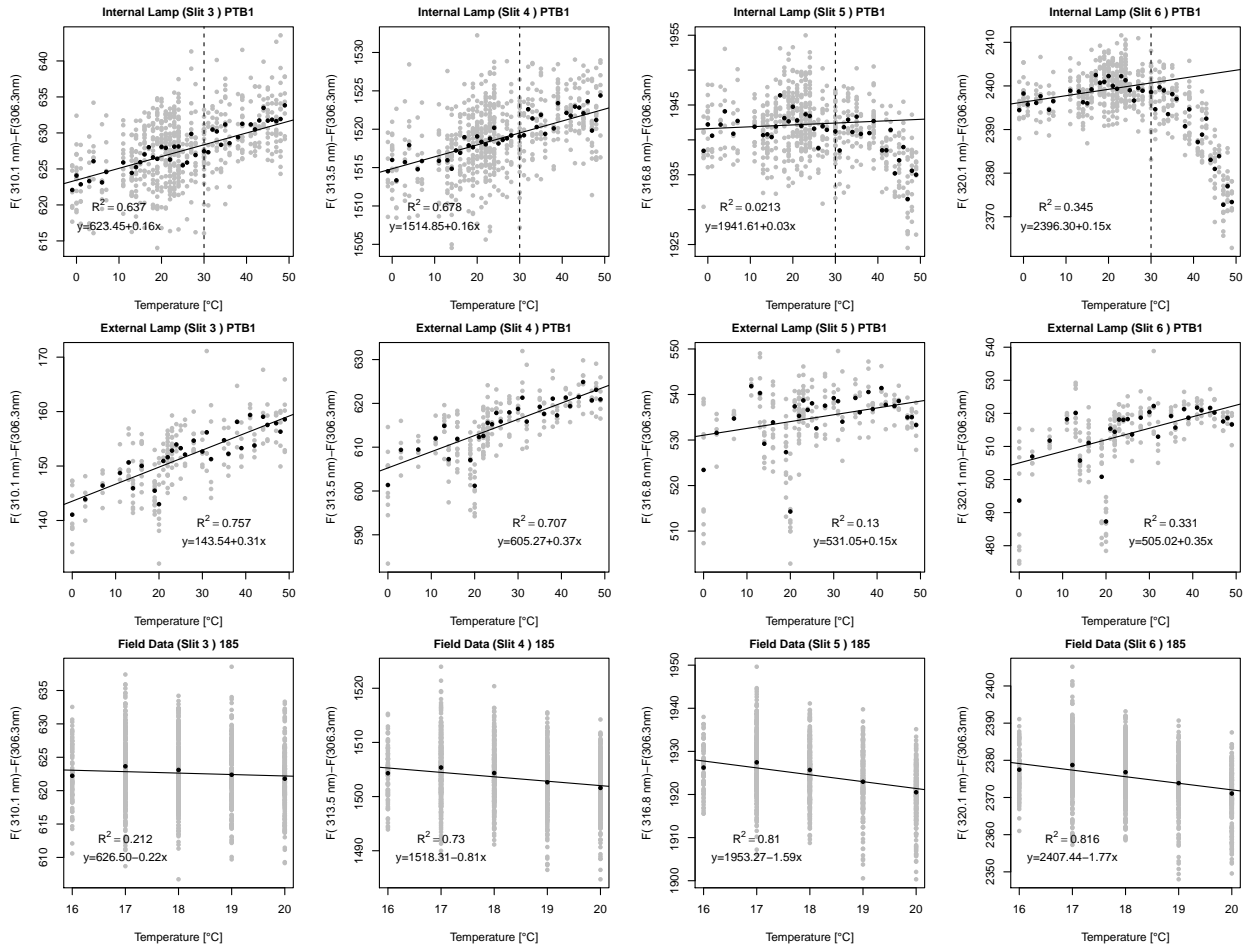 Internal Lamp (Slit 3 ) PTB1
F( 310.1 nm)−F(306.3nm)
615 620 625 630 635 640
R² = 0.637
y=623.45+0.16x
0 10 20 30 40 50
Temperature [°C]
Internal Lamp (Slit 4 ) PTB1
F( 313.5 nm)−F(306.3nm)
1505 1510 1515 1520 1525 1530
R² = 0.678
y=1514.85+0.16x
0 10 20 30 40 50
Temperature [°C]
Internal Lamp (Slit 5 ) PTB1
F( 316.8 nm)−F(306.3nm)
1925 1935 1945 1955
R² = 0.0213
y=1941.61+0.03x
0 10 20 30 40 50
Temperature [°C]
Internal Lamp (Slit 6 ) PTB1
F( 320.1 nm)−F(306.3nm)
2370 2380 2390 2400 2410
R² = 0.345
y=2396.30+0.15x
0 10 20 30 40 50
Temperature [°C]
External Lamp (Slit 3 ) PTB1
F( 310.1 nm)−F(306.3nm)
140 150 160 170
R² = 0.757
y=143.54+0.31x
0 10 20 30 40 50
Temperature [°C]
External Lamp (Slit 4 ) PTB1
F( 313.5 nm)−F(306.3nm)
590 600 610 620 630
R² = 0.707
y=605.27+0.37x
0 10 20 30 40 50
Temperature [°C]
External Lamp (Slit 5 ) PTB1
F( 316.8 nm)−F(306.3nm)
510 520 530 540 550
R² = 0.13
y=531.05+0.15x
0 10 20 30 40 50
Temperature [°C]
External Lamp (Slit 6 ) PTB1
F( 320.1 nm)−F(306.3nm)
480 490 500 510 520 530 540
R² = 0.331
y=505.02+0.35x
0 10 20 30 40 50
Temperature [°C]
Field Data (Slit 3 ) 185
F( 310.1 nm)−F(306.3nm)
610 615 620 625 630 635
R² = 0.212
y=626.50−0.22x
16 17 18 19 20
Temperature [°C]
Field Data (Slit 4 ) 185
F( 313.5 nm)−F(306.3nm)
1490 1500 1510 1520
R² = 0.73
y=1518.31−0.81x
16 17 18 19 20
Temperature [°C]
Field Data (Slit 5 ) 185
F( 316.8 nm)−F(306.3nm)
1900 1910 1920 1930 1940 1950
R² = 0.81
y=1953.27−1.59x
16 17 18 19 20
Temperature [°C]
Field Data (Slit 6 ) 185
F( 320.1 nm)−F(306.3nm)
2350 2360 2370 2380 2390 2400
R² = 0.816
y=2407.44−1.77x
16 17 18 19 20
Temperature [°C]